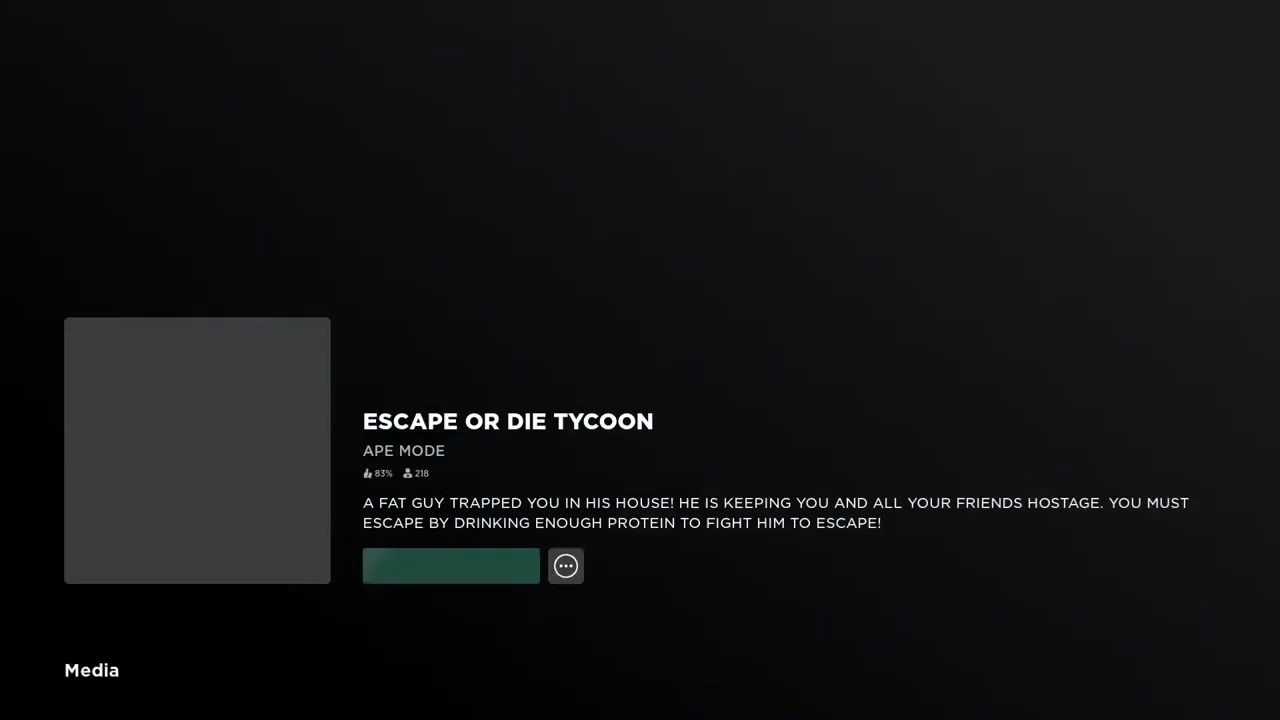 ESCAPE OR DIE TYCOON
APE MODE
83% 218
A FAT GUY TRAPPED YOU IN HIS HOUSE! HE IS KEEPING YOU AND ALL YOUR FRIENDS HOSTAGE. YOU MUST
ESCAPE BY DRINKING ENOUGH PROTEIN TO FIGHT HIM TO ESCAPE!
Media